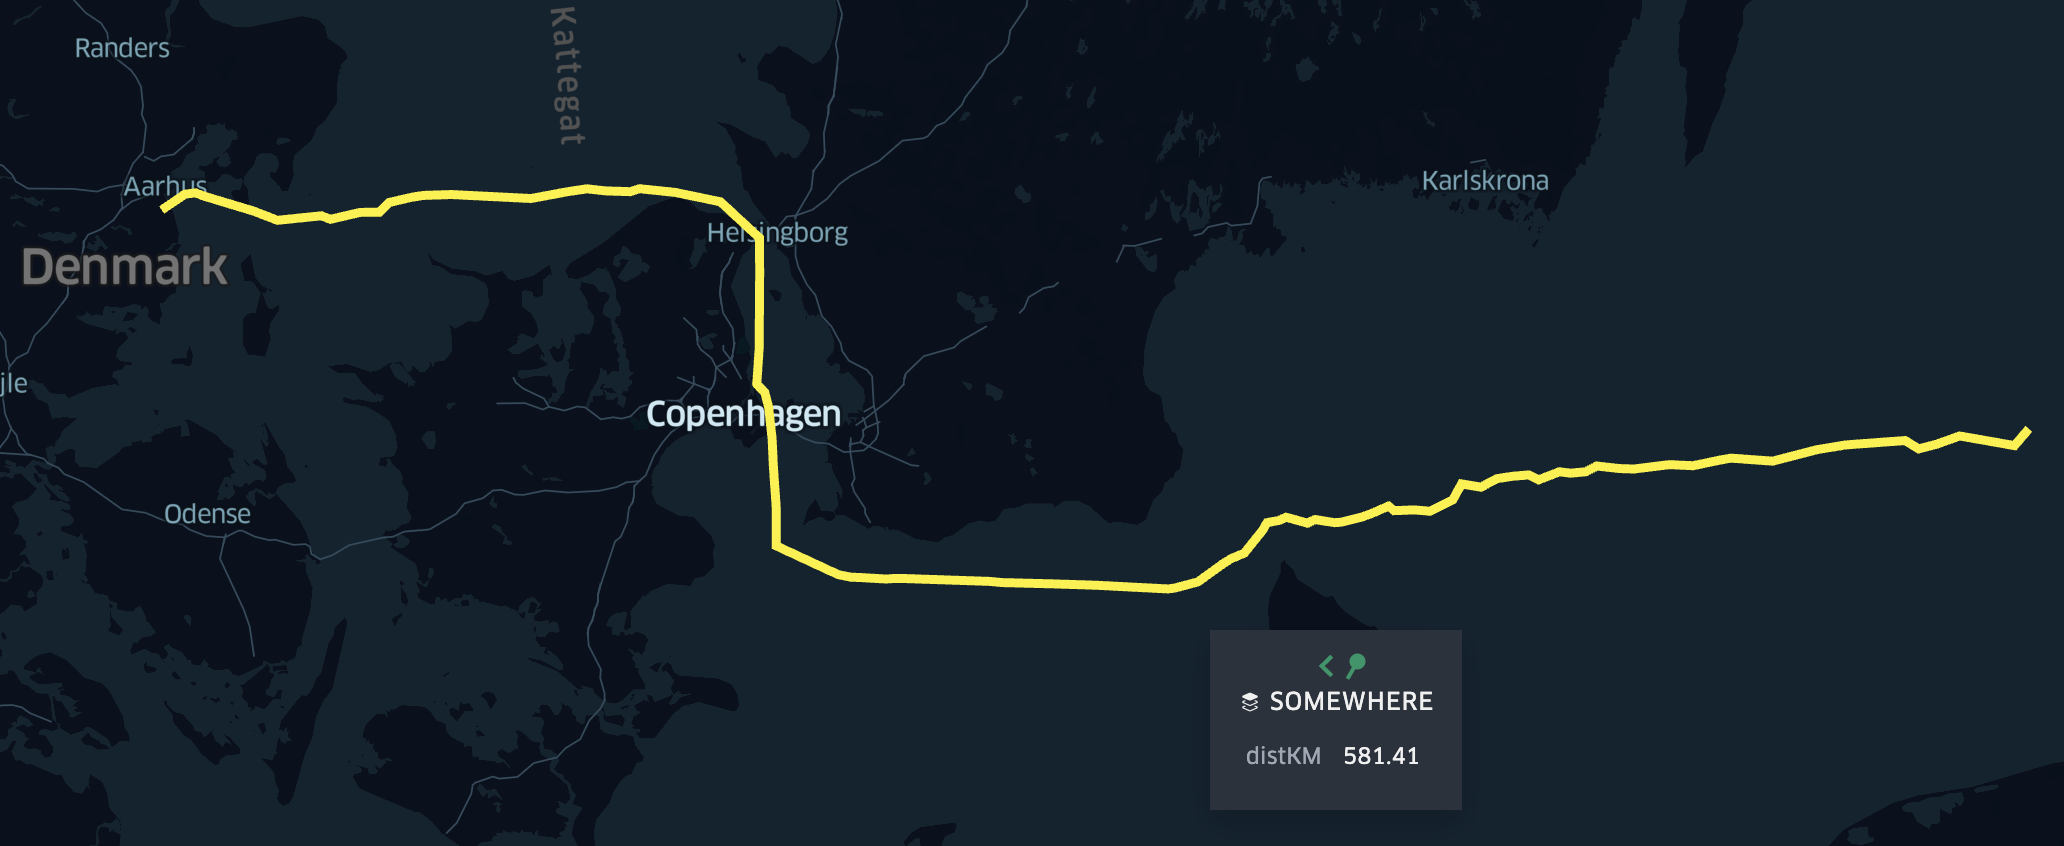 Randers
Kattegat
Aarhus
Karlskrona
Helsingborg
Denmark
jle
Copenhagen
Odense
SOMEWHERE
distKM 581.41